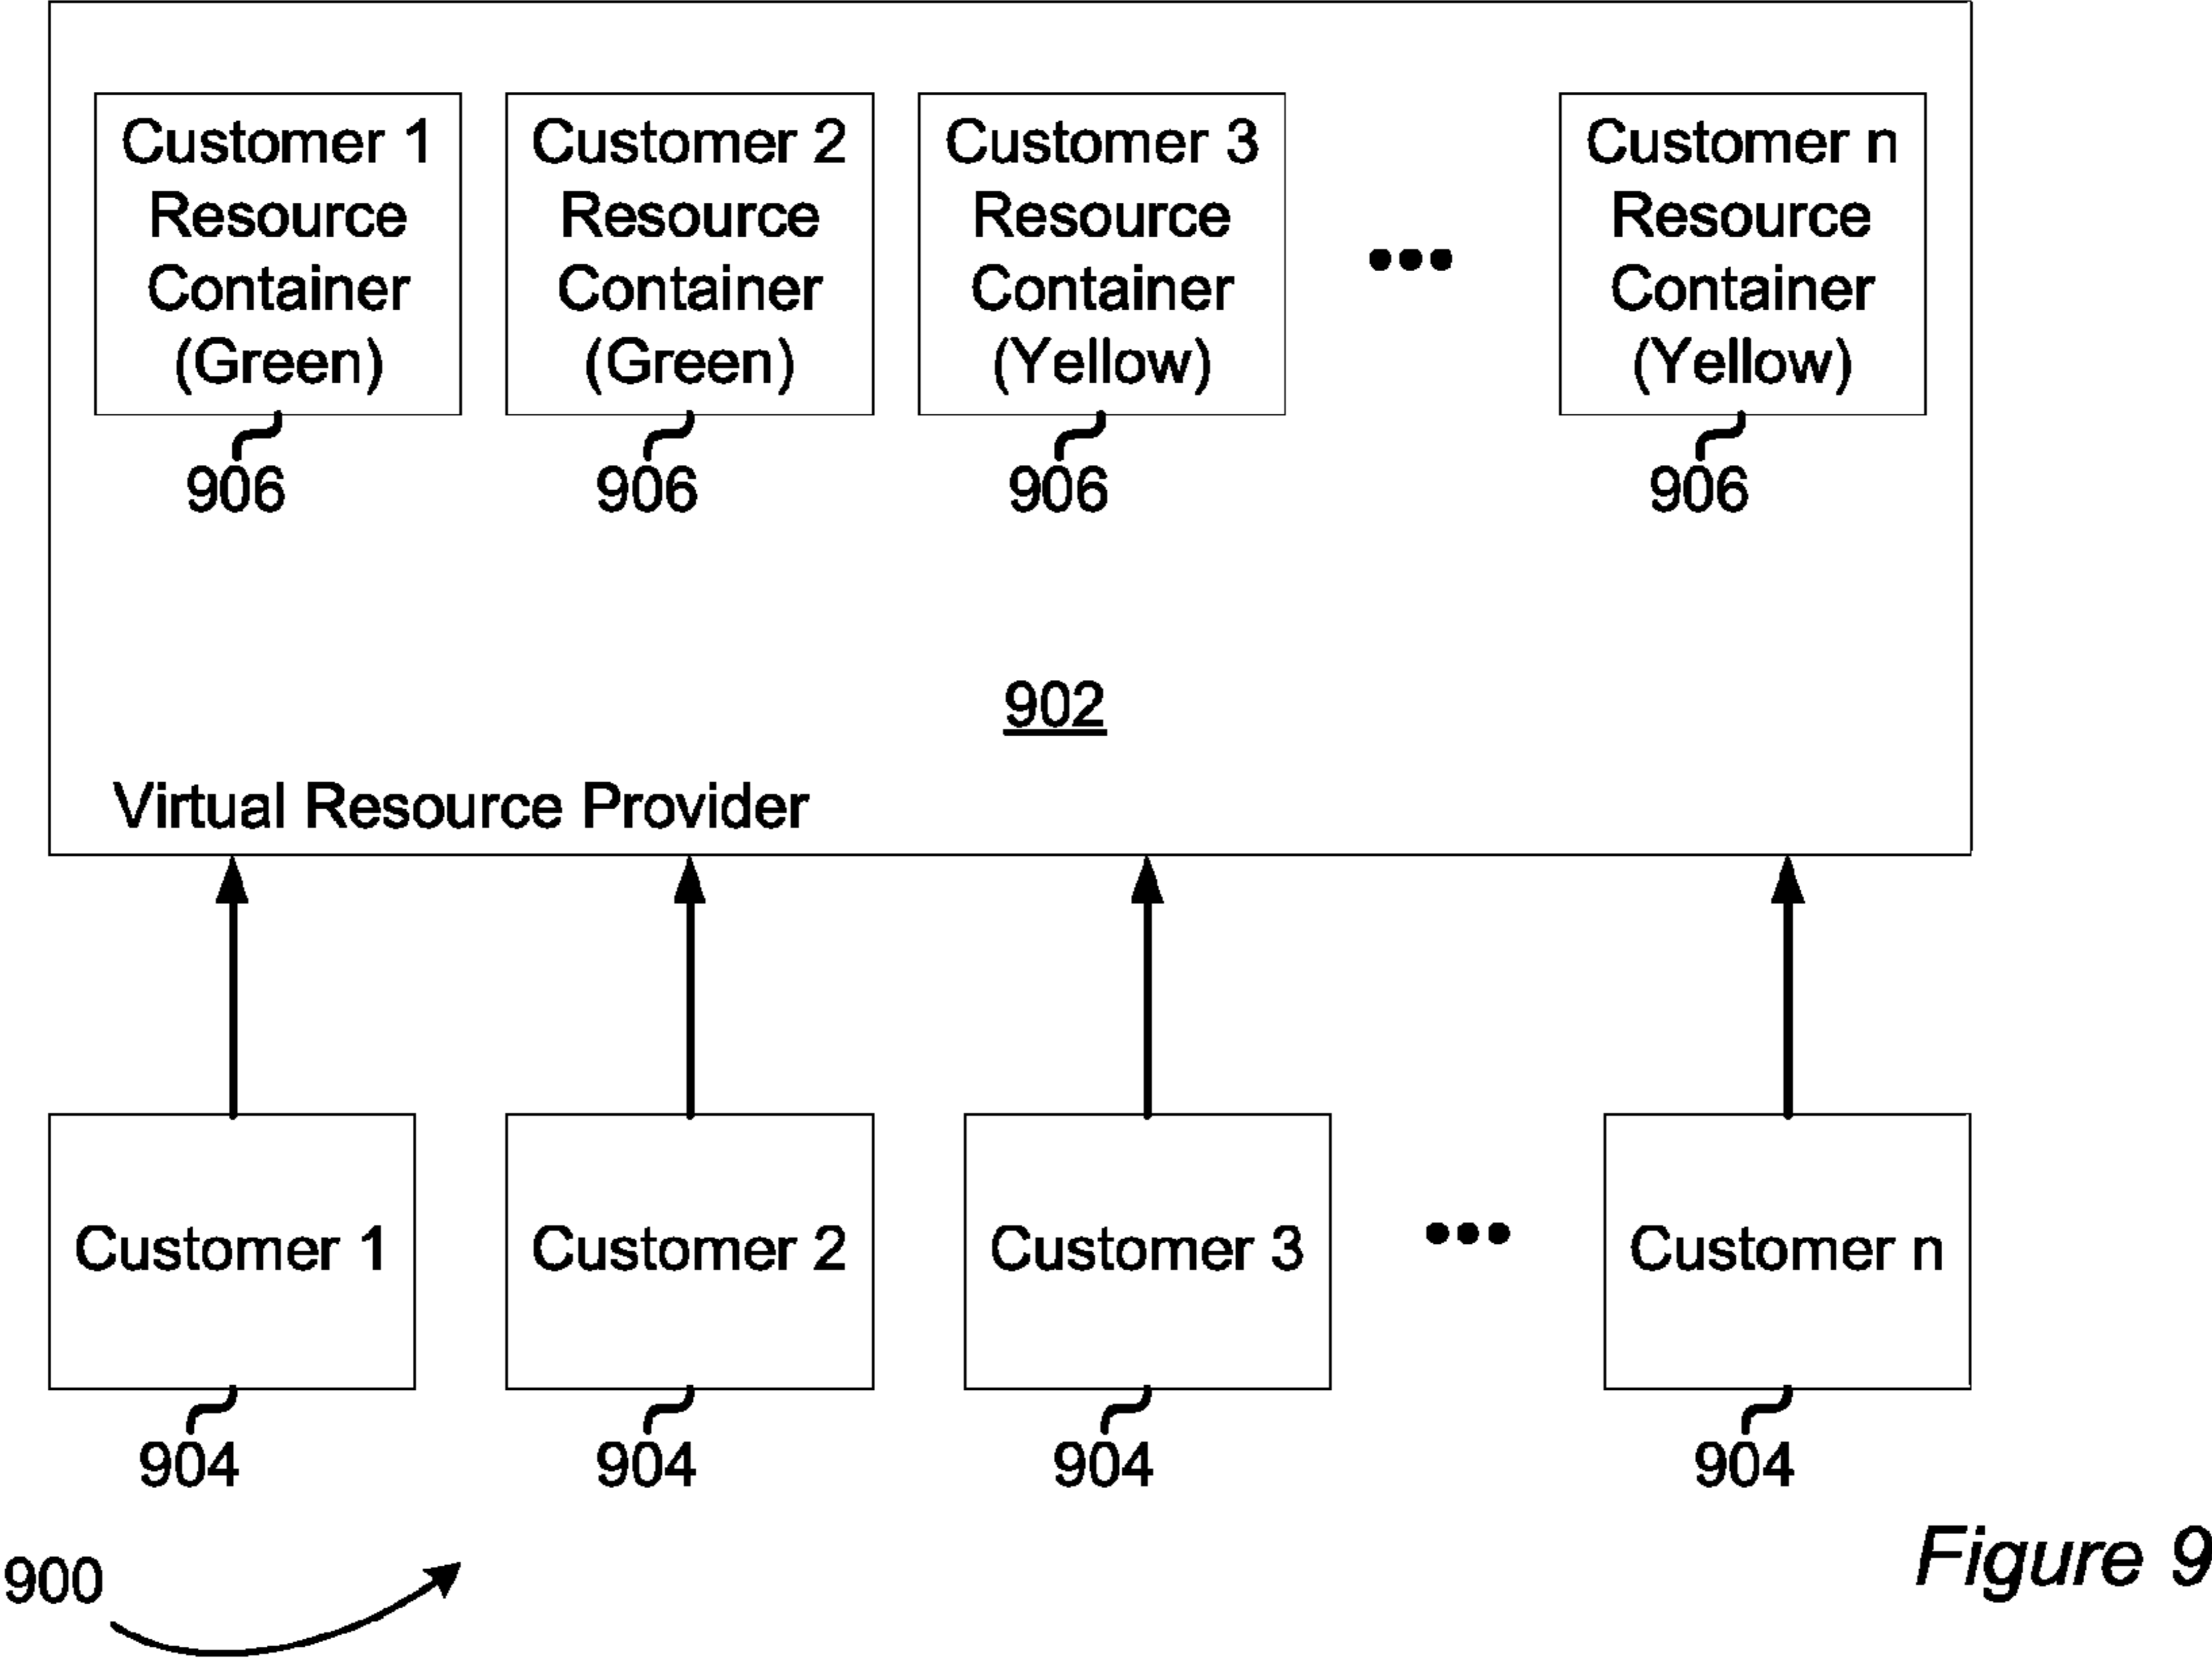 Customer 1
Resource
Container
(Green)
906
Customer 2
Resource
Container
(Green)
906
Customer 3
Resource
Container
(Yellow)
906
•••
Customer n
Resource
Container
(Yellow)
906
902
Virtual Resource Provider
Customer 1
904
Customer 2
904
Customer 3
904
•••
Customer n
904
900
Figure 9